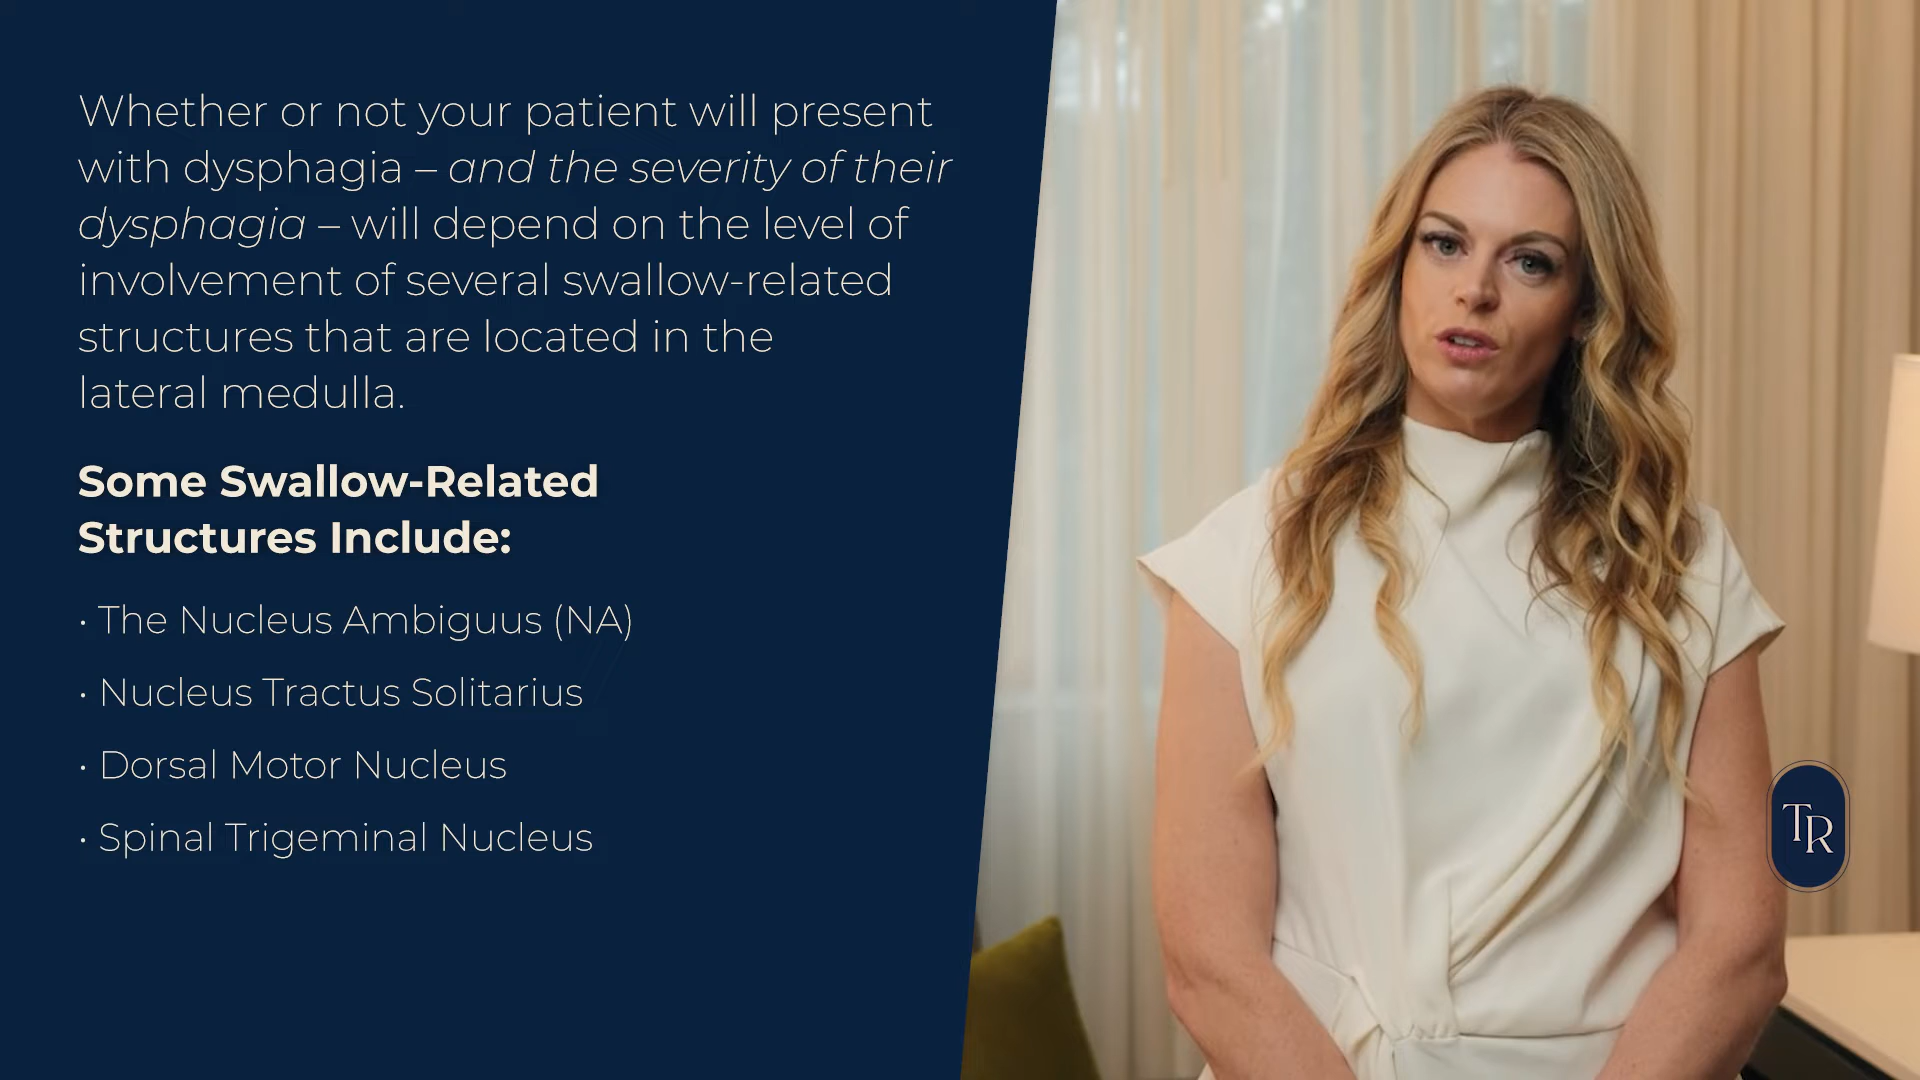 Whether or not your patient will present
with dysphagia – and the severity of their
dysphagia – will depend on the level of
involvement of several swallow-related
structures that are located in the
lateral medulla.
Some Swallow-Related
Structures Include:
· The Nucleus Ambiguus (NA)
· Nucleus Tractus Solitarius
· Dorsal Motor Nucleus
· Spinal Trigeminal Nucleus
TR